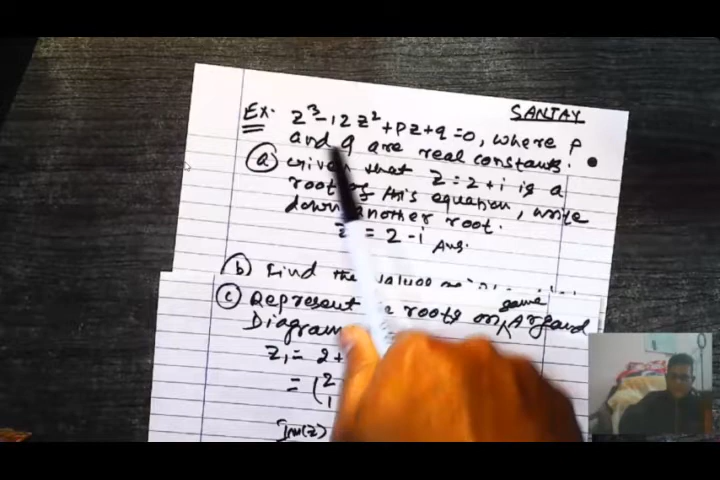 SANJAY
Ex. z³-12z²+pz+q=0, where p
and q are real constants.
(a) Given that z=2+i is a
root of this equation, write
down another root.
z = 2-i Ans.
(b) Find the values
(c) Represent roots on same Argand
Diagram
z₁ = 2+
= (2
1
Im(z)